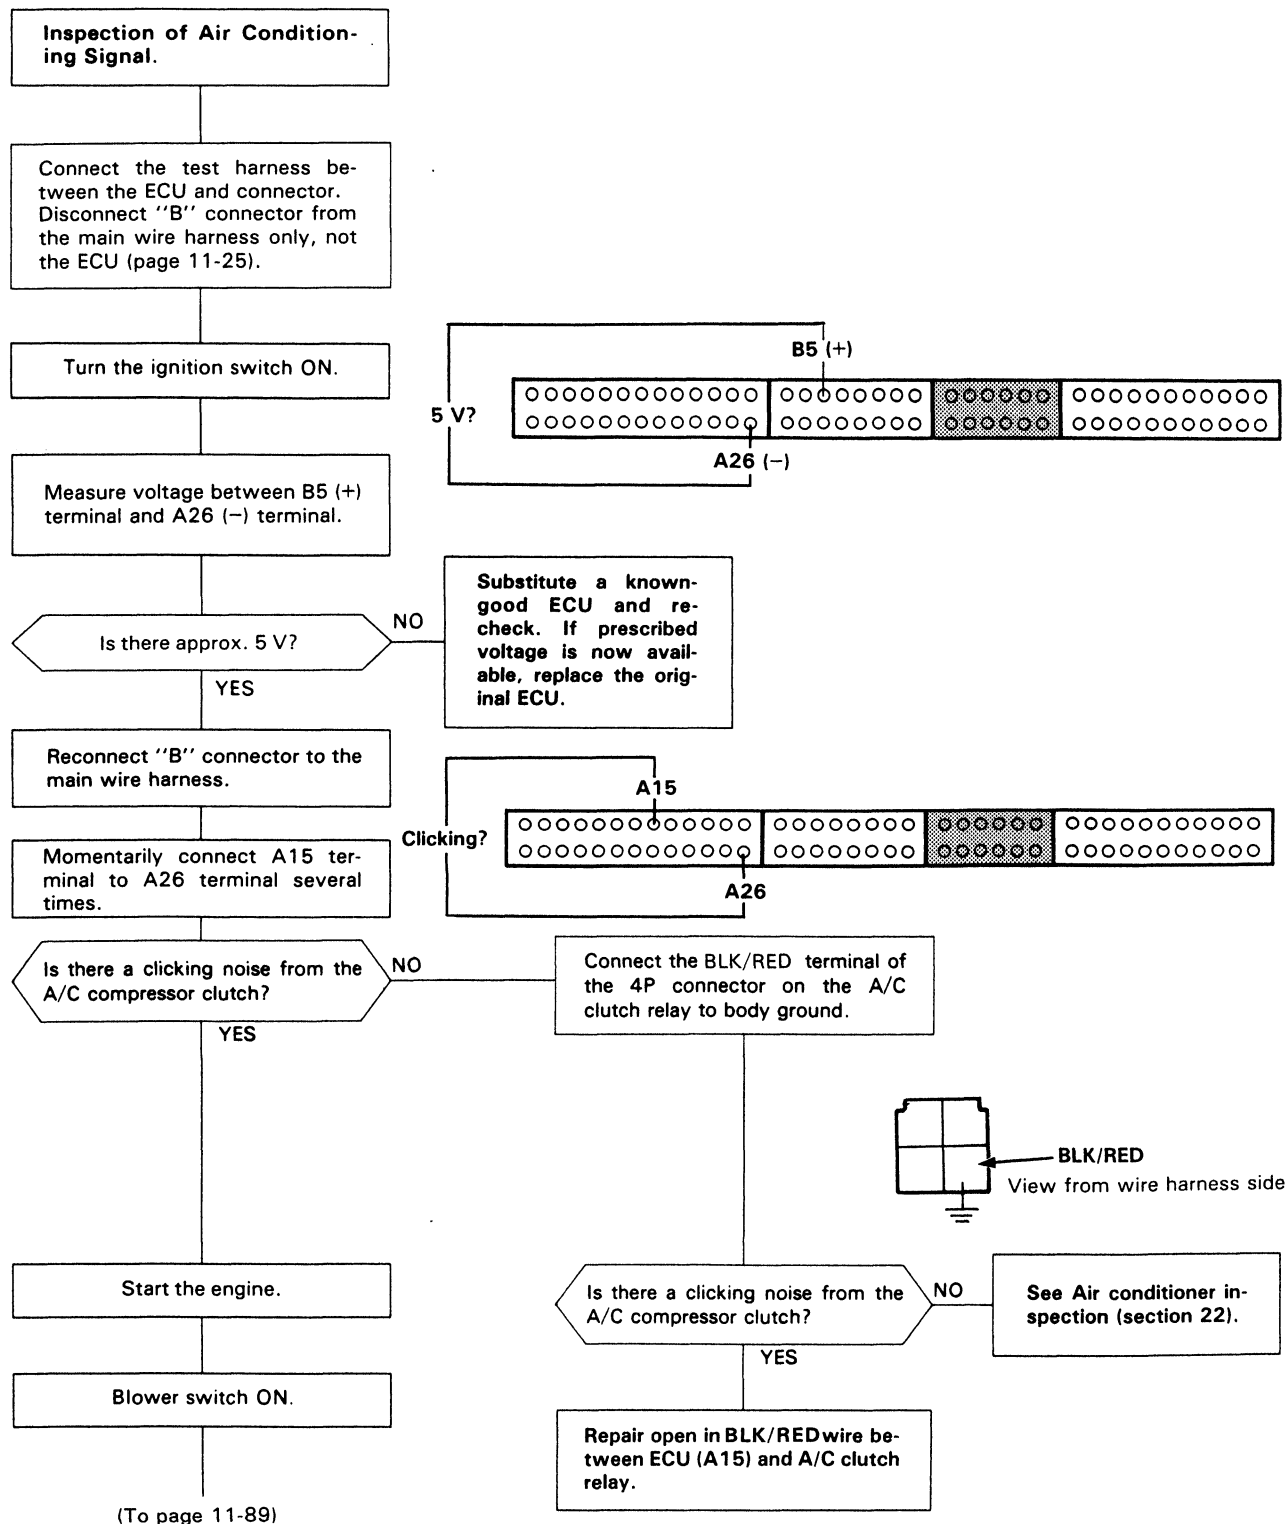 Inspection of Air Condition-
ing Signal.
Connect the test harness be-
tween the ECU and connector.
Disconnect "B" connector from
the main wire harness only, not
the ECU (page 11-25).
Turn the ignition switch ON.
B5 (+)
5 V?
A26 (−)
Measure voltage between B5 (+)
terminal and A26 (−) terminal.
Is there approx. 5 V?
NO
YES
Substitute a known-
good ECU and re-
check. If prescribed
voltage is now avail-
able, replace the orig-
inal ECU.
Reconnect "B" connector to the
main wire harness.
A15
Clicking?
A26
Momentarily connect A15 ter-
minal to A26 terminal several
times.
Is there a clicking noise from the
A/C compressor clutch?
NO
YES
Connect the BLK/RED terminal of
the 4P connector on the A/C
clutch relay to body ground.
BLK/RED
View from wire harness side
Start the engine.
Is there a clicking noise from the
A/C compressor clutch?
NO
YES
See Air conditioner in-
spection (section 22).
Blower switch ON.
Repair open in BLK/RED wire be-
tween ECU (A15) and A/C clutch
relay.
(To page 11-89)